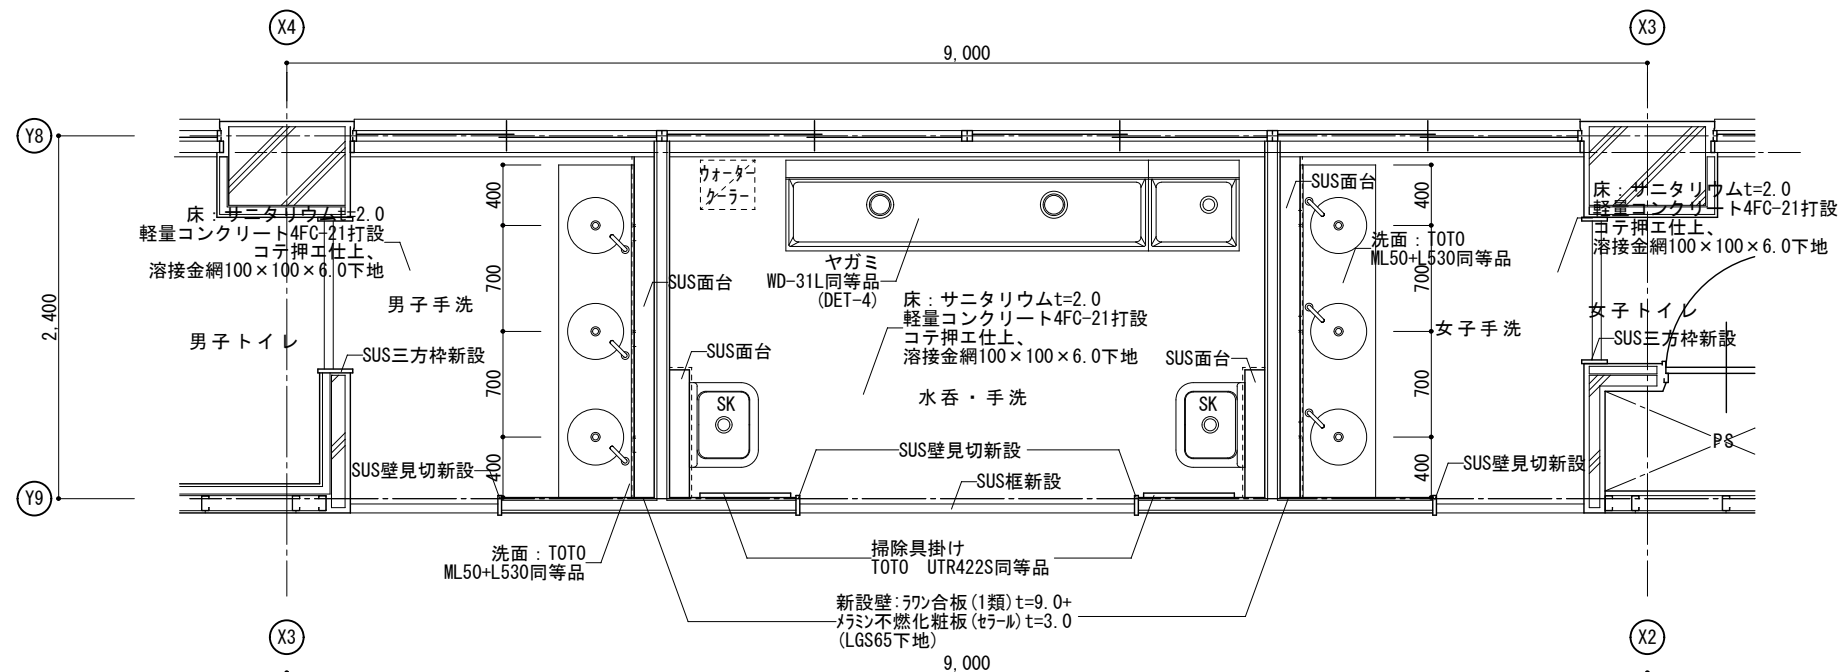 X4
X3
9,000
Y8
ウォーター
クーラー
400
SUS面台
400
床：サニタリウムt=2.0
軽量コンクリート4FC-21打設
コテ押エ仕上、
溶接金網100×100×6.0下地
床：サニタリウムt=2.0
軽量コンクリート4FC-21打設
コテ押エ仕上、
溶接金網100×100×6.0下地
洗面：TOTO
ML50+L530同等品
ヤガミ
WD-31L同等品
(DET-4)
700
SUS面台
700
男子手洗
床：サニタリウムt=2.0
軽量コンクリート4FC-21打設
コテ押エ仕上、
溶接金網100×100×6.0下地
女子トイレ
女子手洗
2,400
男子トイレ
SUS三方枠新設
SUS三方枠新設
SUS面台
SUS面台
700
700
水呑・手洗
SK
SK
PS
SUS壁見切新設
400
SUS壁見切新設
400
SUS壁見切新設
SUS框新設
Y9
洗面：TOTO
ML50+L530同等品
掃除具掛け
TOTO　UTR422S同等品
新設壁:ラワン合板(1類)t=9.0+
メラミン不燃化粧板(セラール)t=3.0
(LGS65下地)
X3
X2
9,000